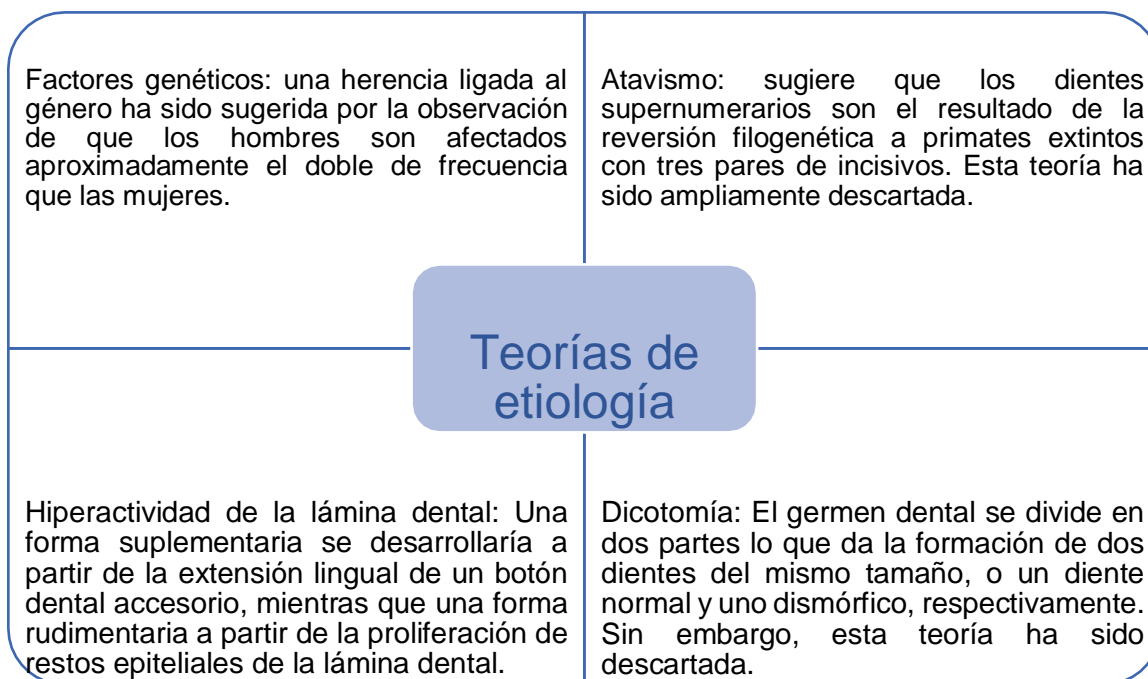 Factores genéticos: una herencia ligada al
género ha sido sugerida por la observación
de que los hombres son afectados
aproximadamente el doble de frecuencia
que las mujeres.
Atavismo: sugiere que los dientes
supernumerarios son el resultado de la
reversión filogenética a primates extintos
con tres pares de incisivos. Esta teoría ha
sido ampliamente descartada.
Teorías de
etiología
Hiperactividad de la lámina dental: Una
forma suplementaria se desarrollaría a
partir de la extensión lingual de un botón
dental accesorio, mientras que una forma
rudimentaria a partir de la proliferación de
restos epiteliales de la lámina dental.
Dicotomía: El germen dental se divide en
dos partes lo que da la formación de dos
dientes del mismo tamaño, o un diente
normal y uno dismórfico, respectivamente.
Sin embargo, esta teoría ha sido
descartada.